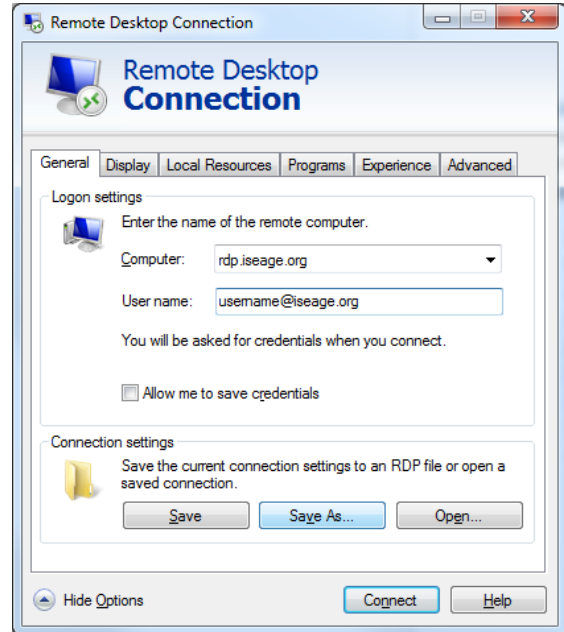 Remote Desktop Connection
Remote Desktop
Connection
General Display Local Resources Programs Experience Advanced
Logon settings
Enter the name of the remote computer.
Computer: rdp.iseage.org
User name: username@iseage.org
You will be asked for credentials when you connect.
Allow me to save credentials
Connection settings
Save the current connection settings to an RDP file or open a
saved connection.
Save Save As... Open...
Hide Options Connect Help